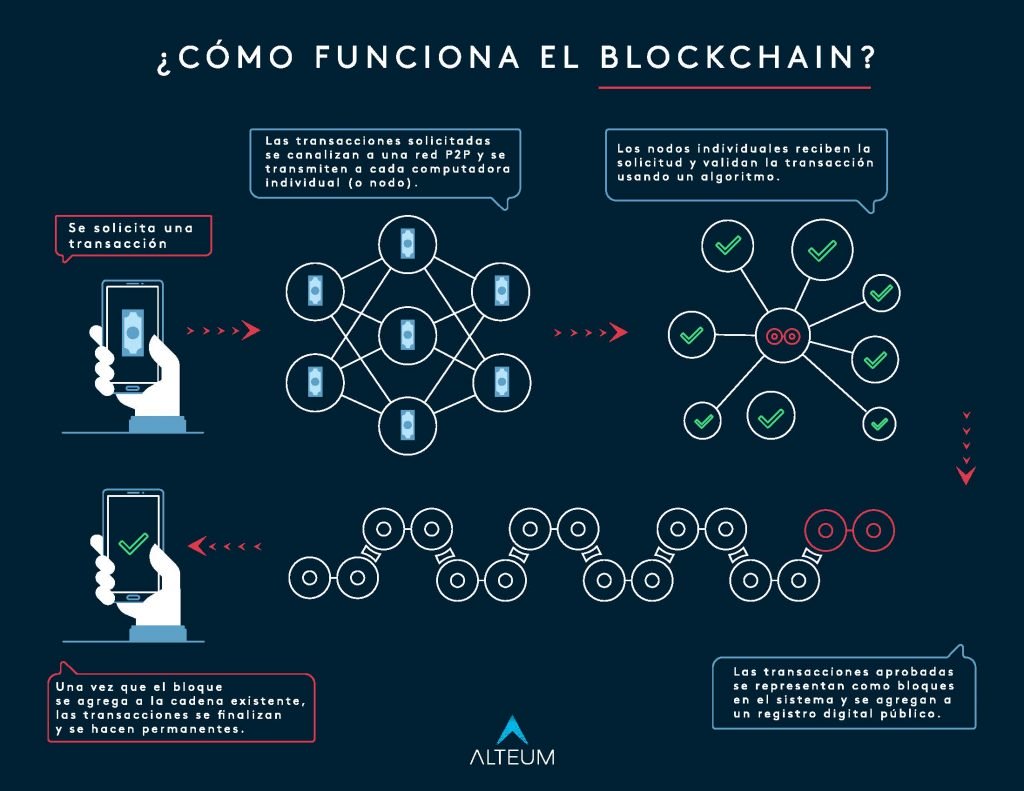 ¿CÓMO FUNCIONA EL BLOCKCHAIN?
Se solicita una
transacción
Las transacciones solicitadas
se canalizan a una red P2P y se
transmiten a cada computadora
individual (o nodo).
Los nodos individuales reciben la
solicitud y validan la transacción
usando un algoritmo.
Las transacciones aprobadas
se representan como bloques
en el sistema y se agregan a
un registro digital público.
Una vez que el bloque
se agrega a la cadena existente,
las transacciones se finalizan
y se hacen permanentes.
ALTEUM